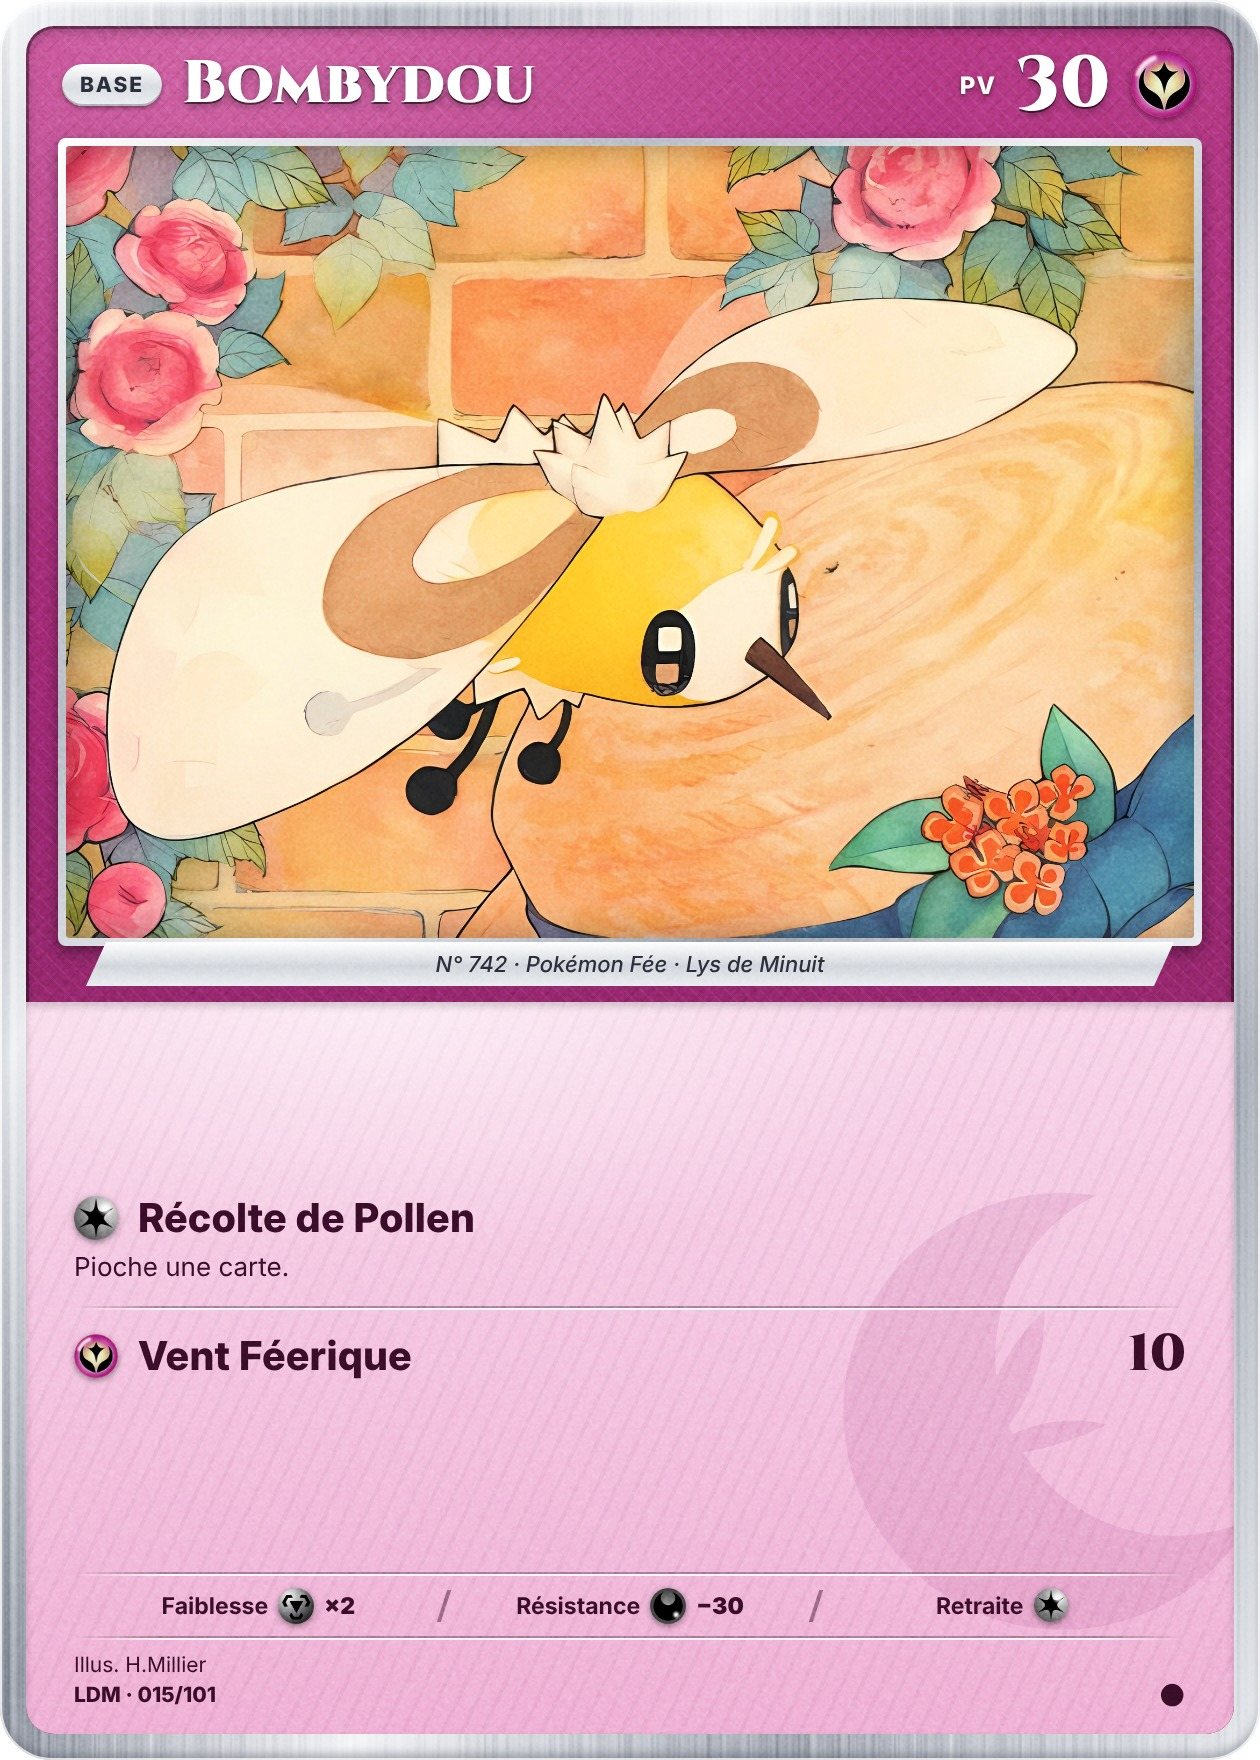 BASE BOMBYDOU PV 30
N° 742 · Pokémon Fée · Lys de Minuit
Récolte de Pollen
Pioche une carte.
Vent Féerique 10
Faiblesse ×2 / Résistance −30 / Retraite
Illus. H.Millier
LDM · 015/101